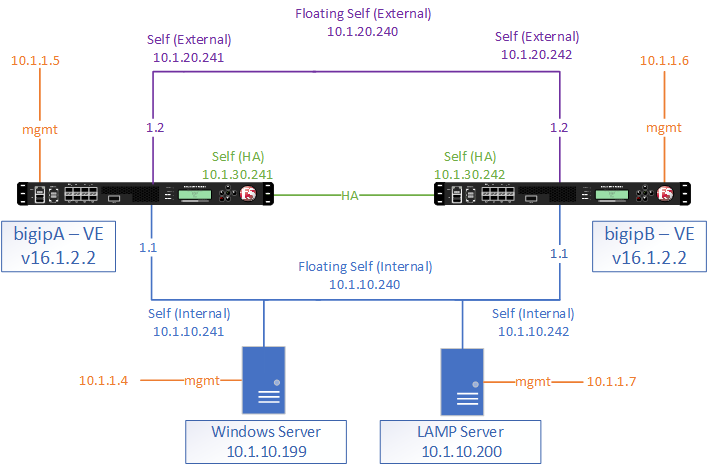 Floating Self (External)
10.1.20.240
Self (External)
10.1.20.241
Self (External)
10.1.20.242
10.1.1.5
10.1.1.6
mgmt
1.2
1.2
mgmt
Self (HA)
10.1.30.241
Self (HA)
10.1.30.242
HA
bigipA – VE
v16.1.2.2
bigipB – VE
v16.1.2.2
1.1
1.1
Floating Self (Internal)
10.1.10.240
Self (Internal)
10.1.10.241
Self (Internal)
10.1.10.242
10.1.1.4
mgmt
mgmt
10.1.1.7
Windows Server
10.1.10.199
LAMP Server
10.1.10.200